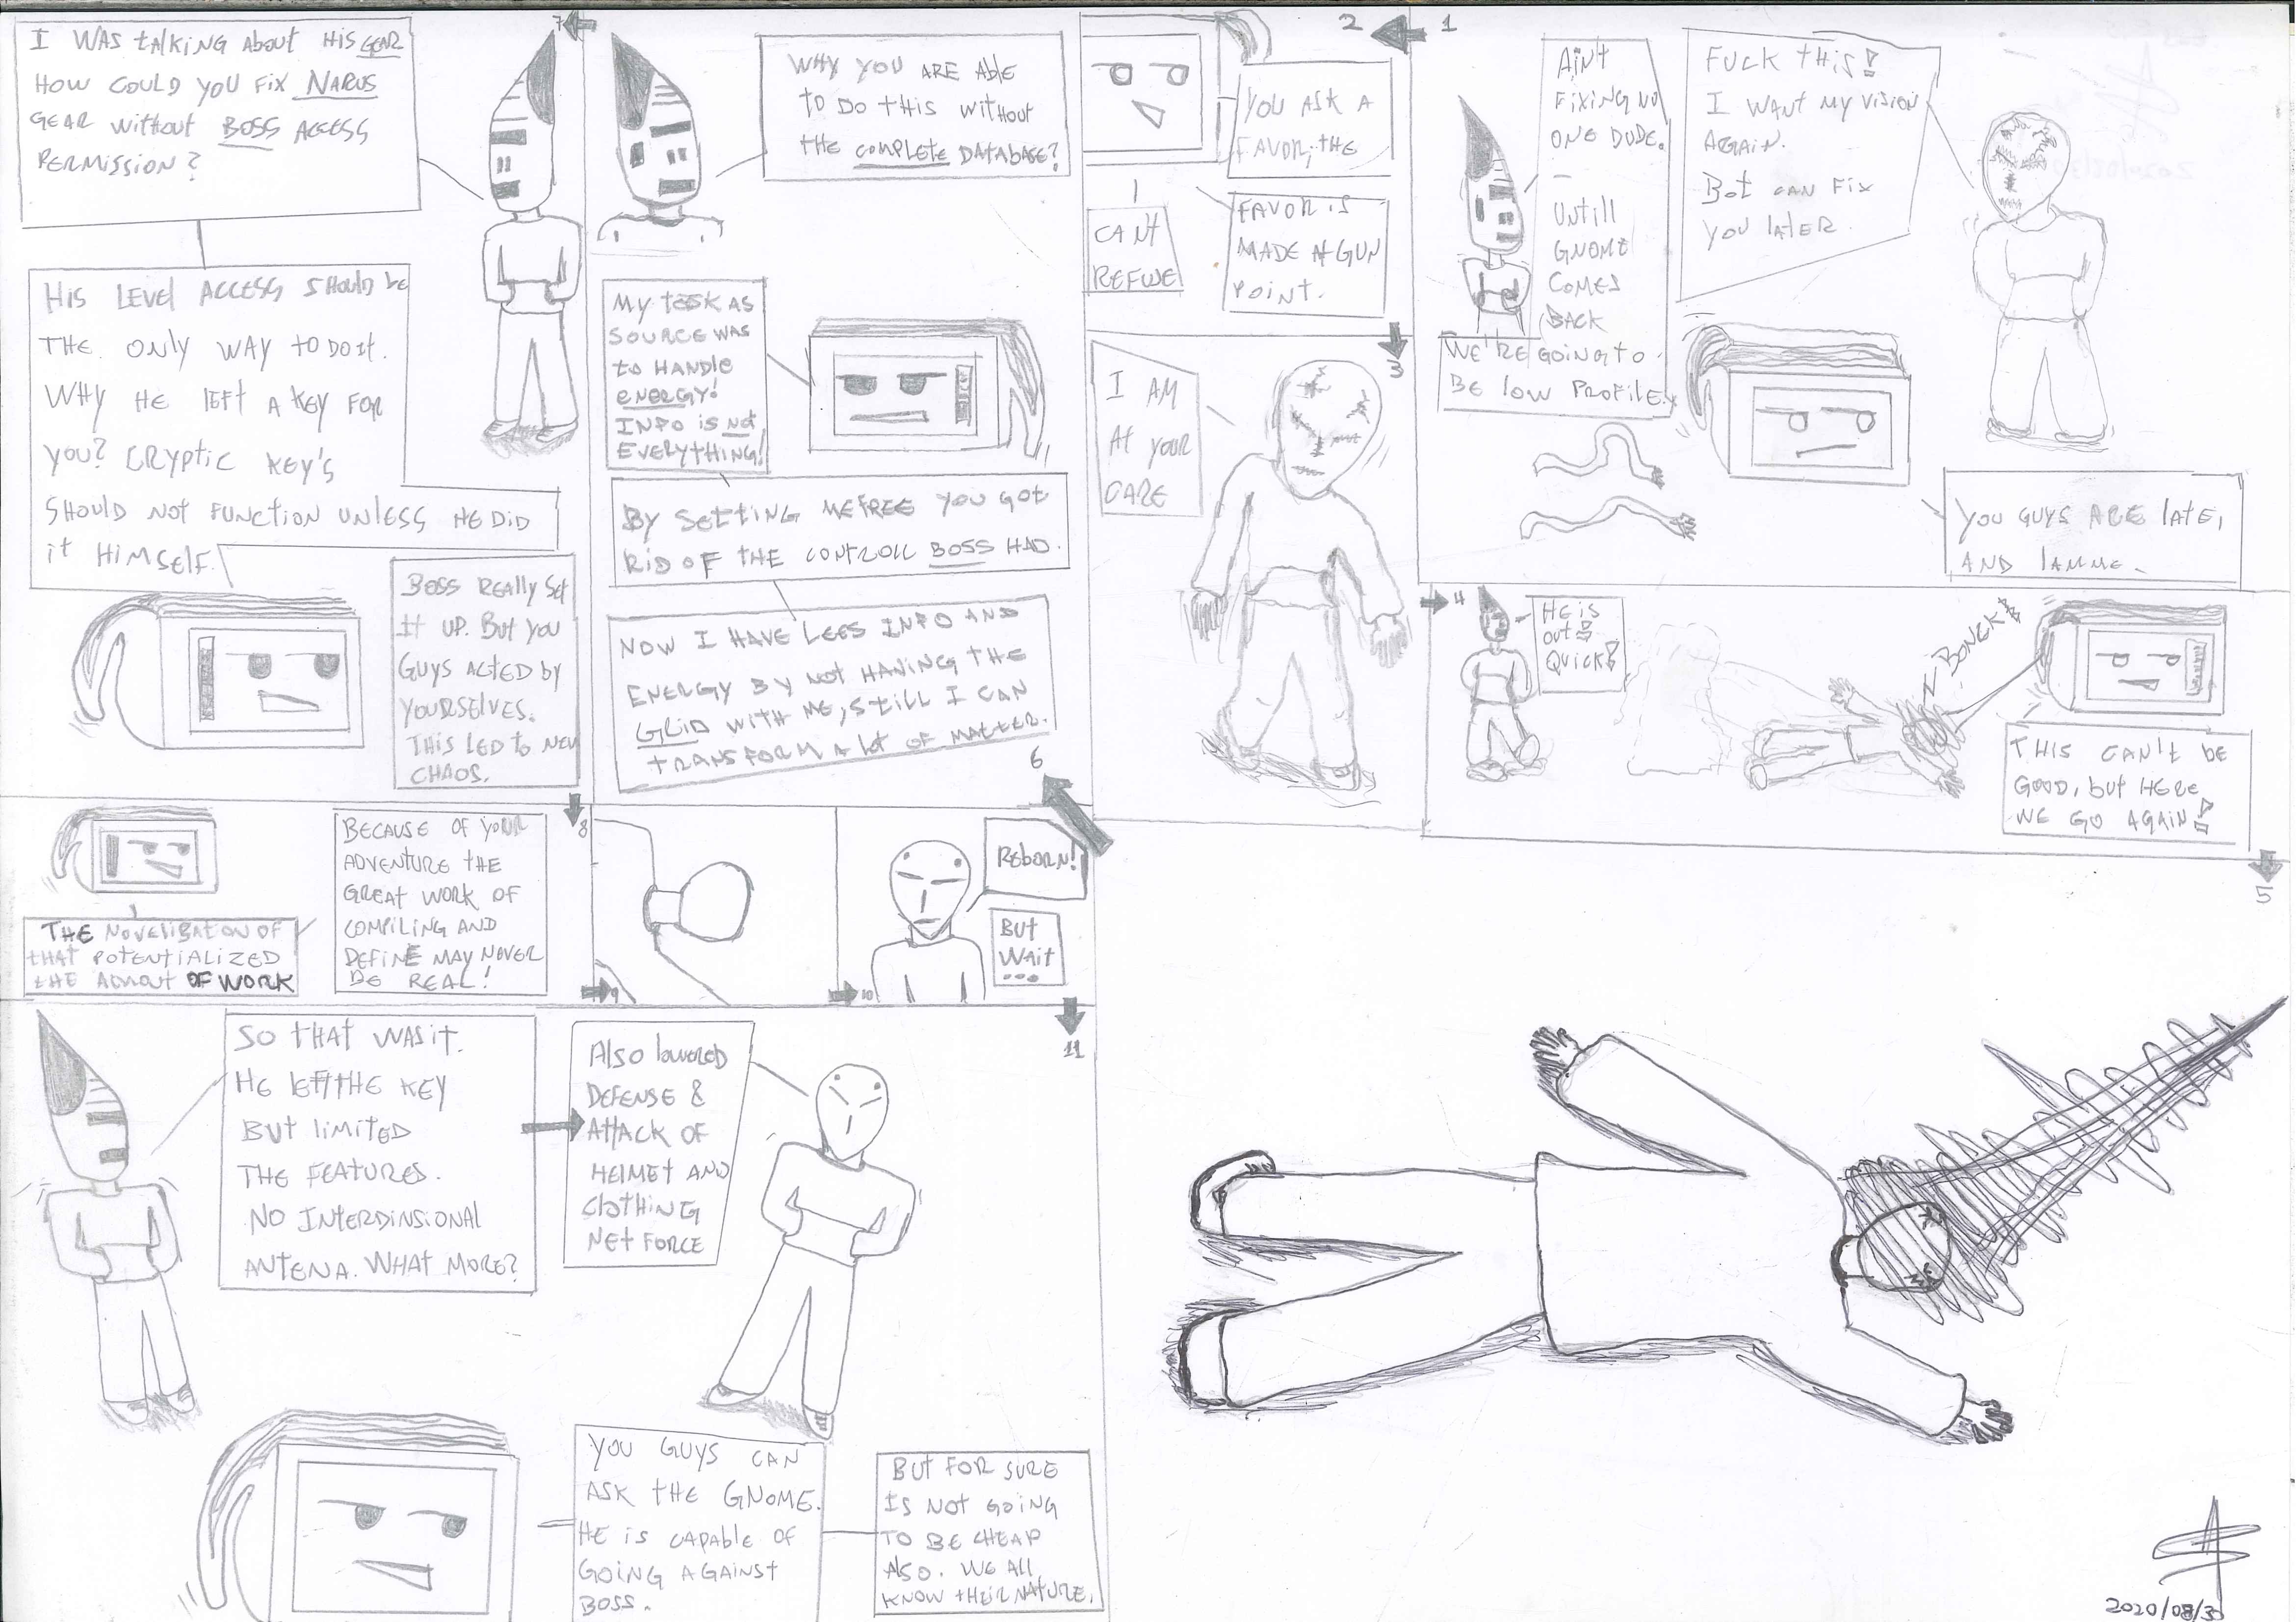 1
Ain't
Fixing no
one dude.
_
Untill
Gnome
comes
back
We're going to
be low profile.
Fuck this!
I want my vision
again.
Bot can fix
you later.
You guys are late,
and lamme.
2
You ask a
favor, the
favor is
made at gun
point.
Can't
3
I am
at your
care
4
He is
out!
Quick!
Bonck!
This can't be
good, but here
we go again!
5
6
Why you are able
to do this without
the complete database?
My task as
source was
to handle
energy!
Info is not
everything!
By setting me free you got
rid of the controll Boss had.
Now I have lees info and
energy by not haning the
Grid with me, still I can
transform a lot of matter.
7
I was talking about his gear
How could you fix Narus
gear without Boss access
permission?
His level access should be
the only way to do it.
Why he left a key for
you? Cryptic key's
should not function unless he did
it himself.
Boss really set
it up. But you
guys acted by
yourselves.
This led to new
chaos.
8
Because of your
adventure the
great work of
compiling and
define may never
be real!
The novelization of
that potentialized
the amout of work
9
10
Reborn!
But
wait
...
11
So that was it.
He left the key
but limited
the features.
No interdinsional
antena. What more?
Also lowered
defense &
attack of
helmet and
clothing
net force
You guys can
ask the Gnome.
He is capable of
going against
Boss.
But for sure
is not going
to be cheap
also. We all
know their nature.